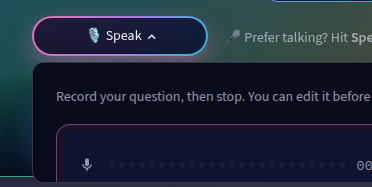 Speak
Prefer talking? Hit Spe
Record your question, then stop. You can edit it before
00